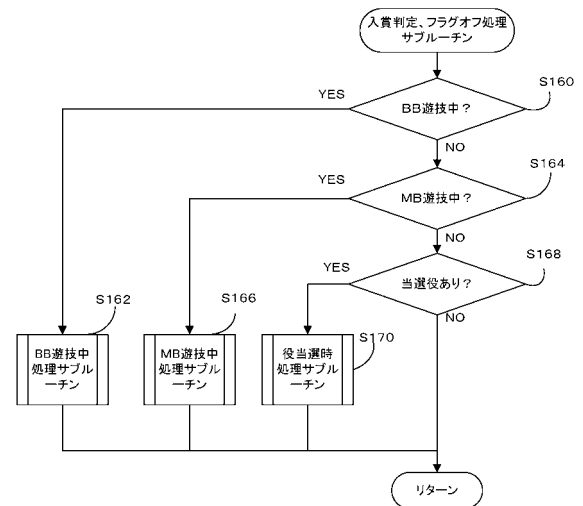 入賞判定、フラグオフ処理
サブルーチン
S160
YES
BB遊技中？
NO
S164
YES
MB遊技中？
NO
S168
YES
当選役あり？
NO
S162
S166
S170
BB遊技中
処理サブル
ーチン
MB遊技中
処理サブル
ーチン
役当選時
処理サブル
ーチン
リターン